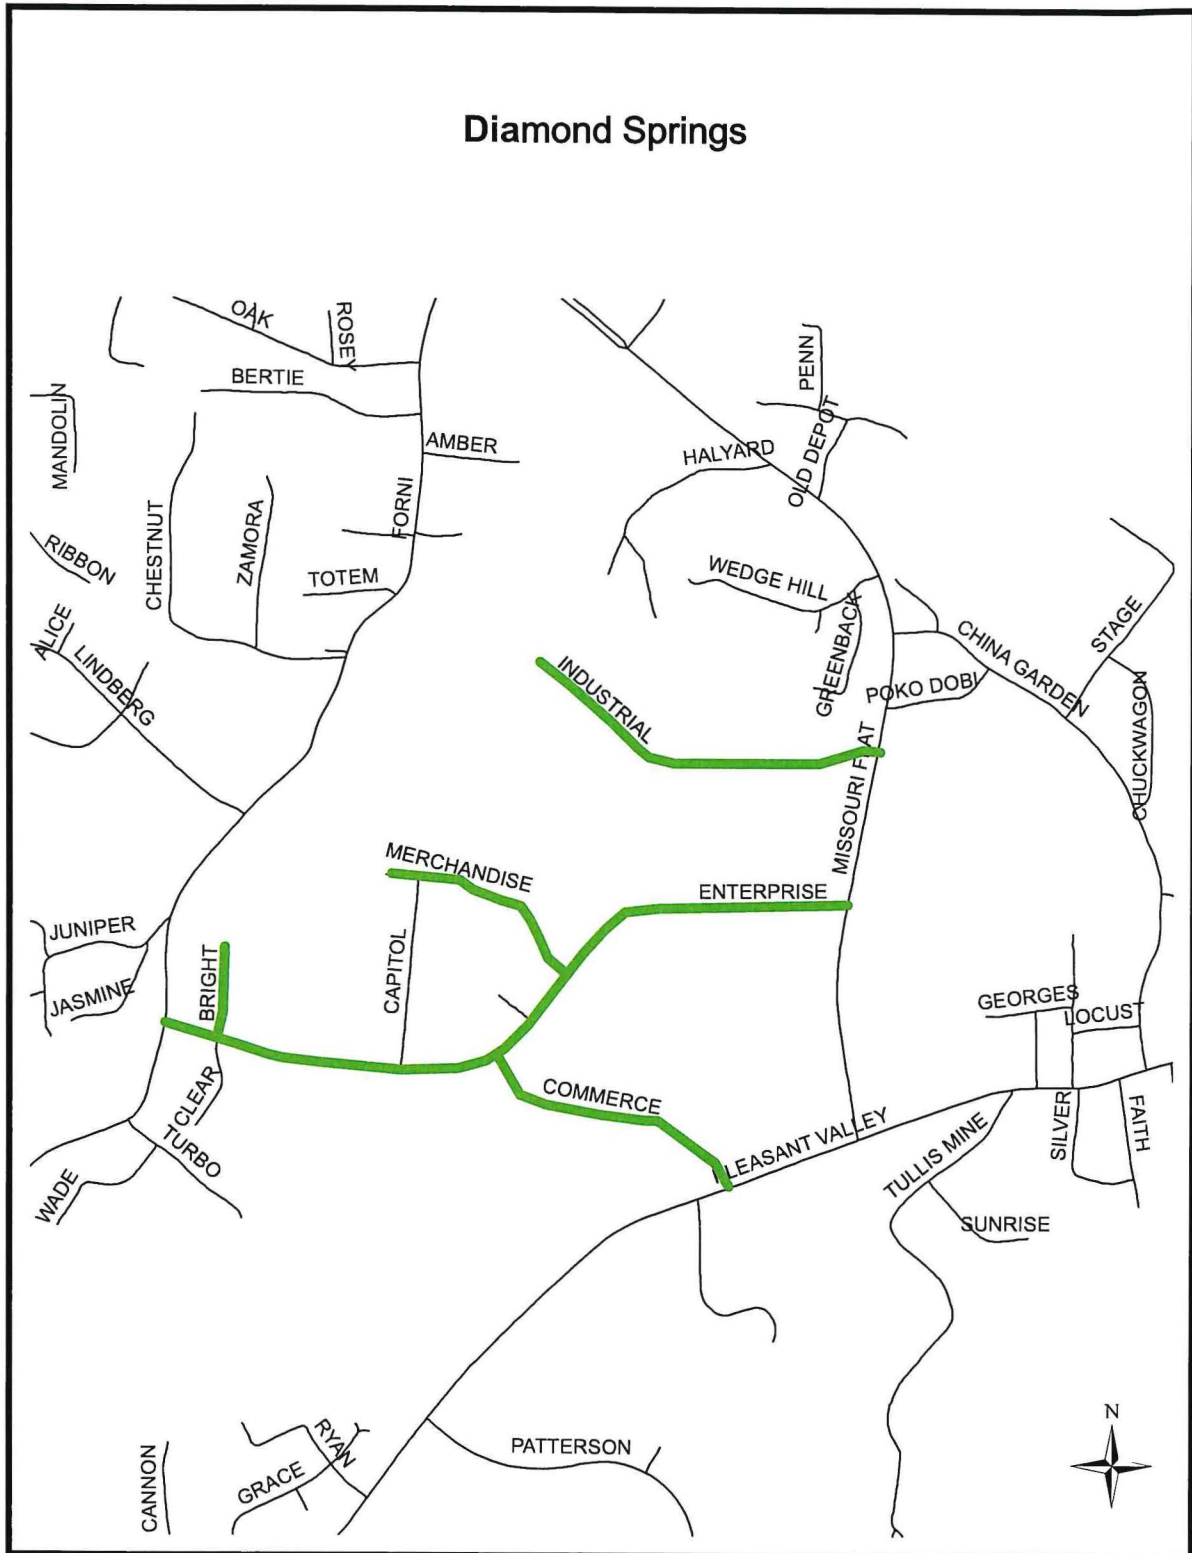 Diamond Springs
OAK
ROSEY
BERTIE
PENN
MANDOLIN
AMBER
OLD DEPOT
HALYARD
FORNI
CHESTNUT
ZAMORA
RIBBON
TOTEM
WEDGE HILL
GREENBACK
STAGE
ALICE
LINDBERG
CHINA GARDEN
INDUSTRIAL
POKO DOBI
CHUCKWAGON
MISSOURI FLAT
MERCHANDISE
ENTERPRISE
JUNIPER
BRIGHT
CAPITOL
JASMINE
GEORGES
LOCUST
CLEAR
COMMERCE
TURBO
PLEASANT VALLEY
SILVER
FAITH
TULLIS MINE
WADE
SUNRISE
N
RYAN
PATTERSON
CANNON
GRACE